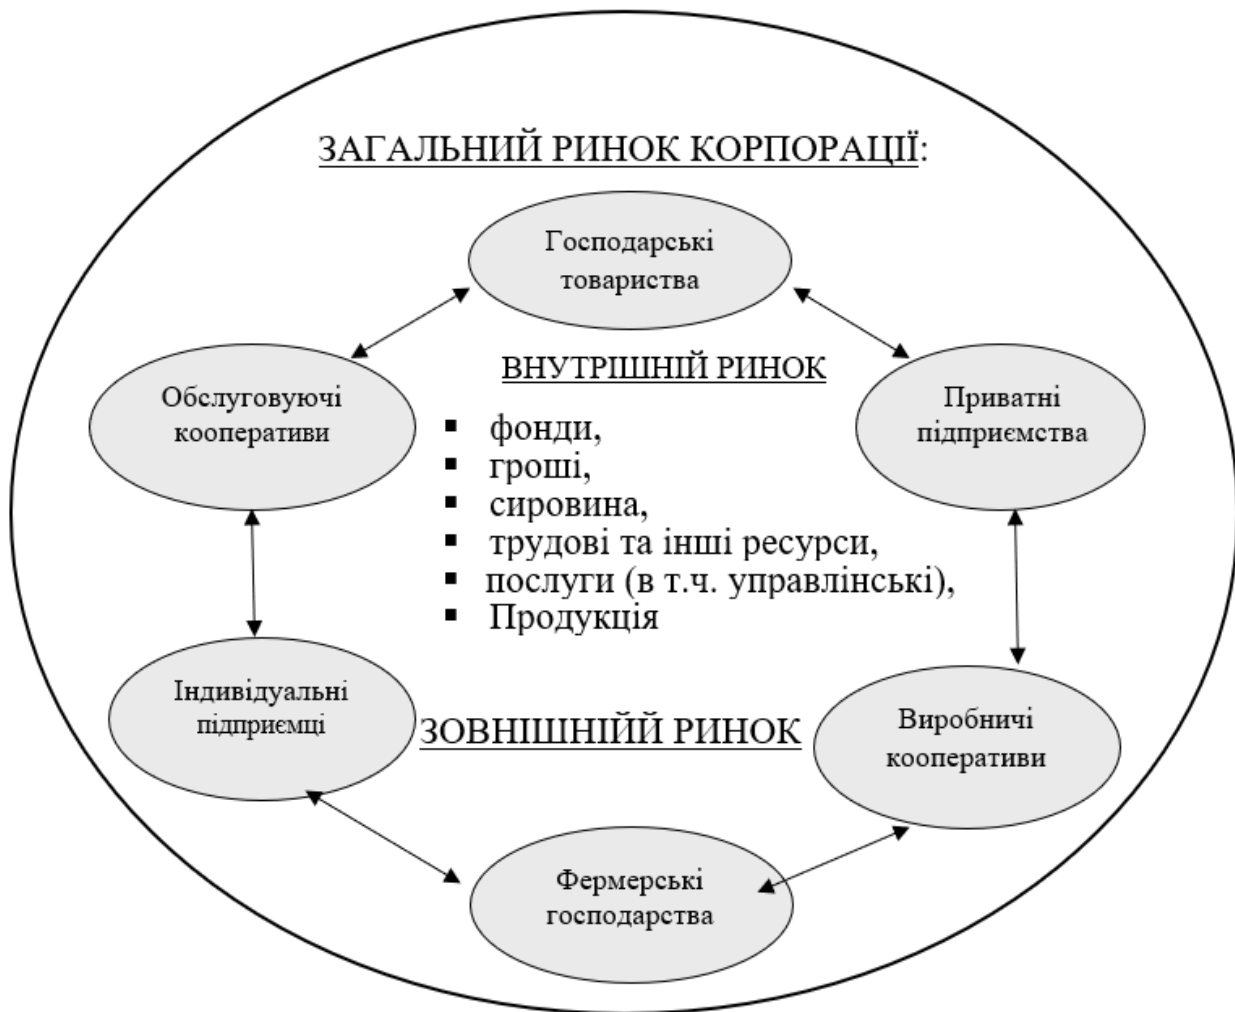 ЗАГАЛЬНИЙ РИНОК КОРПОРАЦІЇ:
Господарські
товариства
ВНУТРІШНІЙ РИНОК
Обслуговуючі
кооперативи
Приватні
підприємства
▪ фонди,
▪ гроші,
▪ сировина,
▪ трудові та інші ресурси,
▪ послуги (в т.ч. управлінські),
▪ Продукція
Індивідуальні
підприємці
ЗОВНІШНІЙЙ РИНОК
Виробничі
кооперативи
Фермерські
господарства